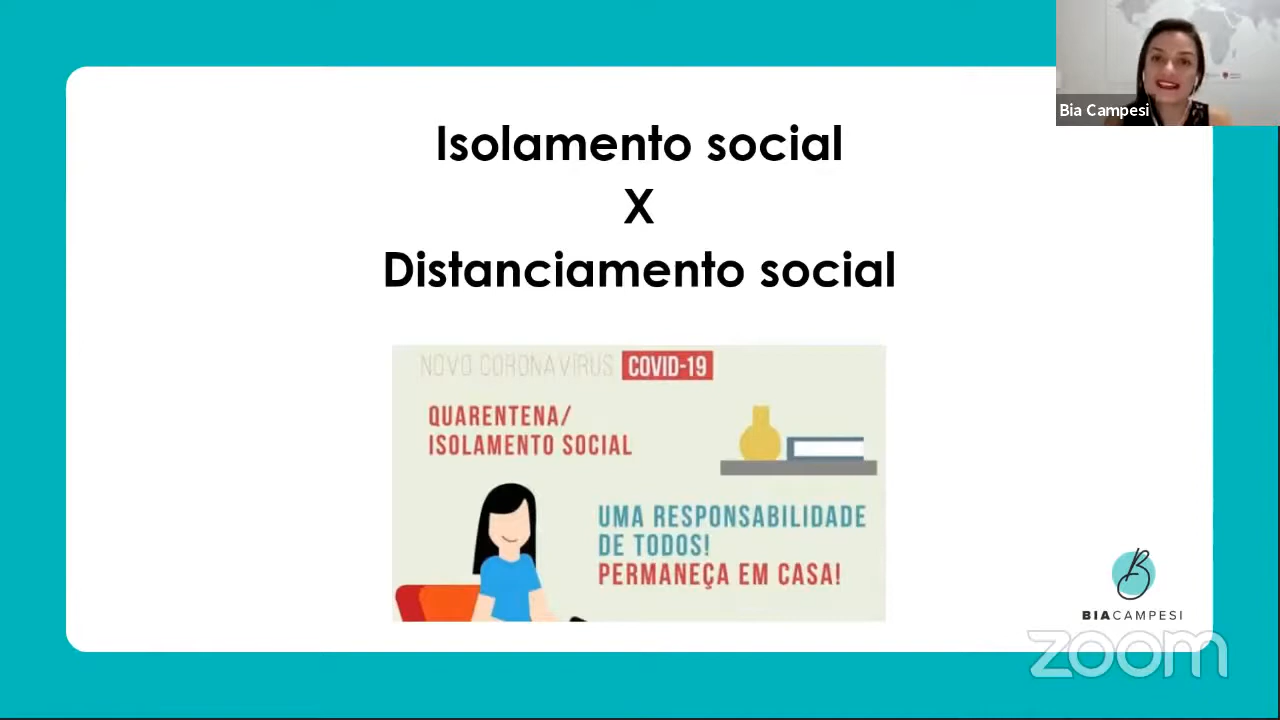 Bia Campesi
Isolamento social
X
Distanciamento social
NOVO CORONAVÍRUS COVID-19
QUARENTENA/
ISOLAMENTO SOCIAL
UMA RESPONSABILIDADE
DE TODOS!
PERMANEÇA EM CASA!
B
BIACAMPESI
zoom